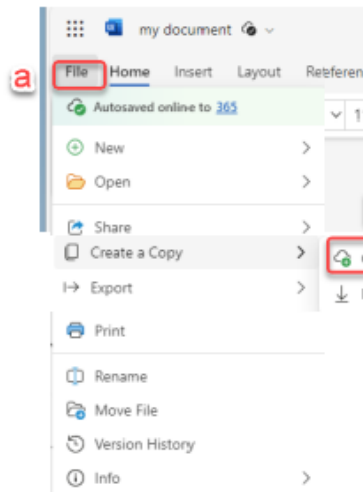 my document
a
File Home Insert Layout
Autosaved online to 365
New
Open
Share
Create a Copy
Export
Print
Rename
Move File
Version History
Info